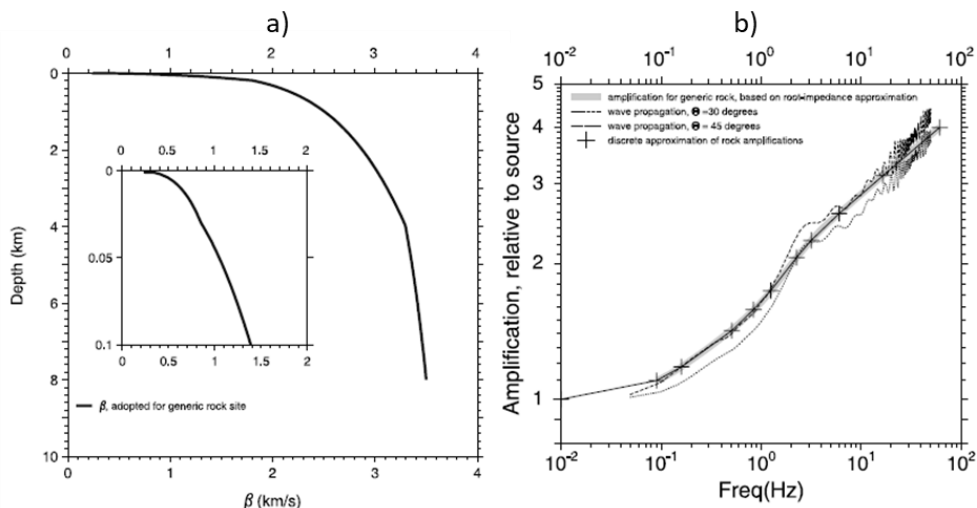 a)
0 1 2 3 4
0
2
4
6
8
10
Depth (km)
0 0.5 1 1.5 2
0
0.05
0.1
0 0.5 1 1.5 2
β, adopted for generic rock site
0 1 2 3 4
β (km/s)
b)
10-2 10-1 100 101 102
5
4
3
2
1
Amplification, relative to source
amplification for generic rock, based on root-impedance approximation
wave propagation, Θ =30 degrees
wave propagation, Θ = 45 degrees
discrete approximation of rock amplifications
10-2 10-1 100 101 102
Freq(Hz)